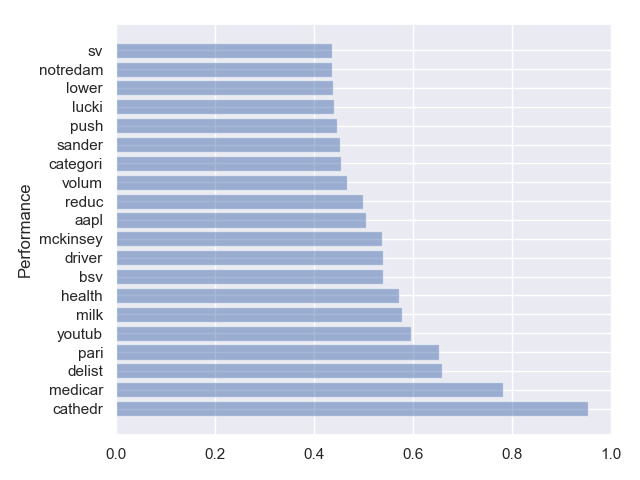 sv
notredam
lower
lucki
push
sander
categori
volum
reduc
aapl
mckinsey
driver
bsv
health
milk
youtub
pari
delist
medicar
cathedr
Performance
0.0 0.2 0.4 0.6 0.8 1.0